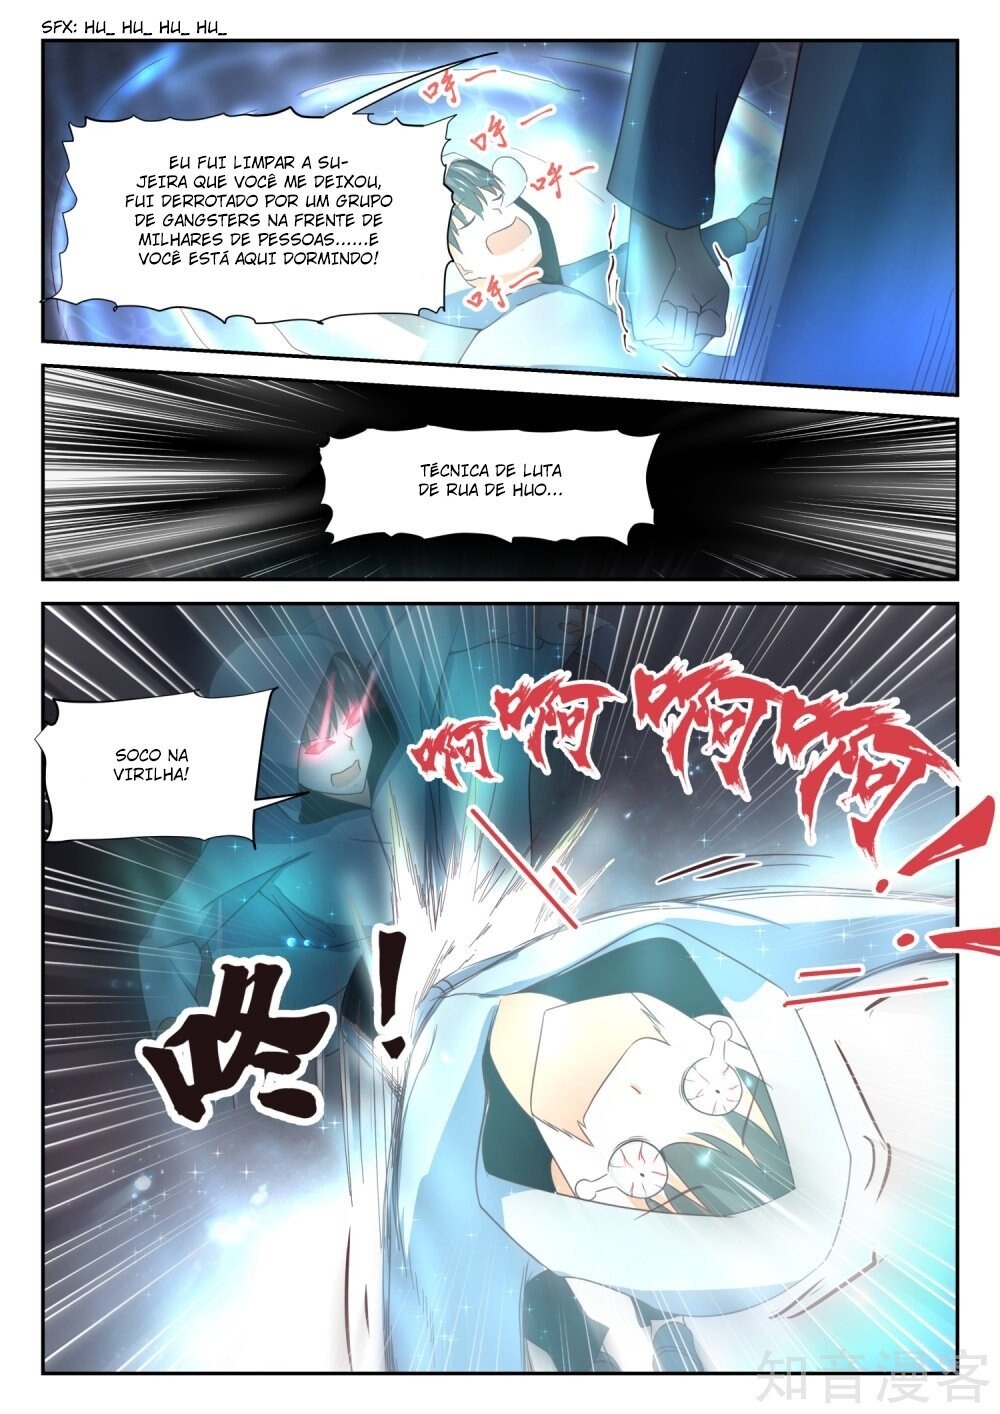 SFX: HU_ HU_ HU_ HU_
呼一
呼一
呼一
呼一
EU FUI LIMPAR A SU-
JEIRA QUE VOCÊ ME DEIXOU,
FUI DERROTADO POR UM GRUPO
DE GANGSTERS NA FRENTE DE
MILHARES DE PESSOAS......E
VOCÊ ESTÁ AQUI DORMINDO!
TÉCNICA DE LUTA
DE RUA DE HUO...
SOCO NA
VIRILHA!
啊啊啊啊!!
咚!
知音漫客